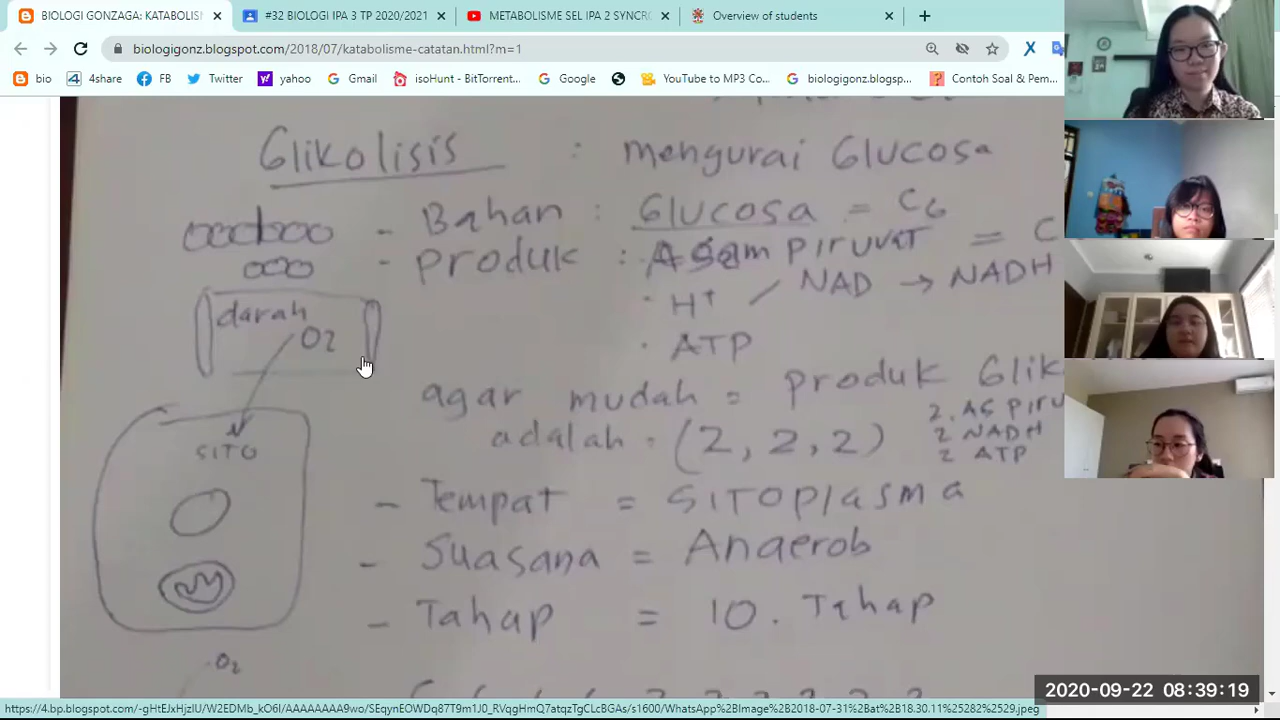 BIOLOGI GONZAGA: KATABOLISM
#32 BIOLOGI IPA 3 TP 2020/2021
METABOLISME SEL IPA 2 SYNCRO
Overview of students
biologigonz.blogspot.com/2018/07/katabolisme-catatan.html?m=1
bio
4share
FB
Twitter
yahoo
Gmail
isoHunt - BitTorrent...
Google
YouTube to MP3 Co...
biologigonz.blogsp...
Contoh Soal & Pem...
Glikolisis : mengurai Glucosa
- Bahan : Glucosa = C6
- Produk : Asam piruvat = C
· H+ / NAD → NADH
· ATP
darah
O2
SITO
O2
agar mudah = produk Glik
adalah = (2, 2, 2)
2. AS PIRU
2 NADH
2 ATP
- Tempat = SITOPlasma
- Suasana = Anaerob
- Tahap = 10. Tahap
2020-09-22 08:39:19